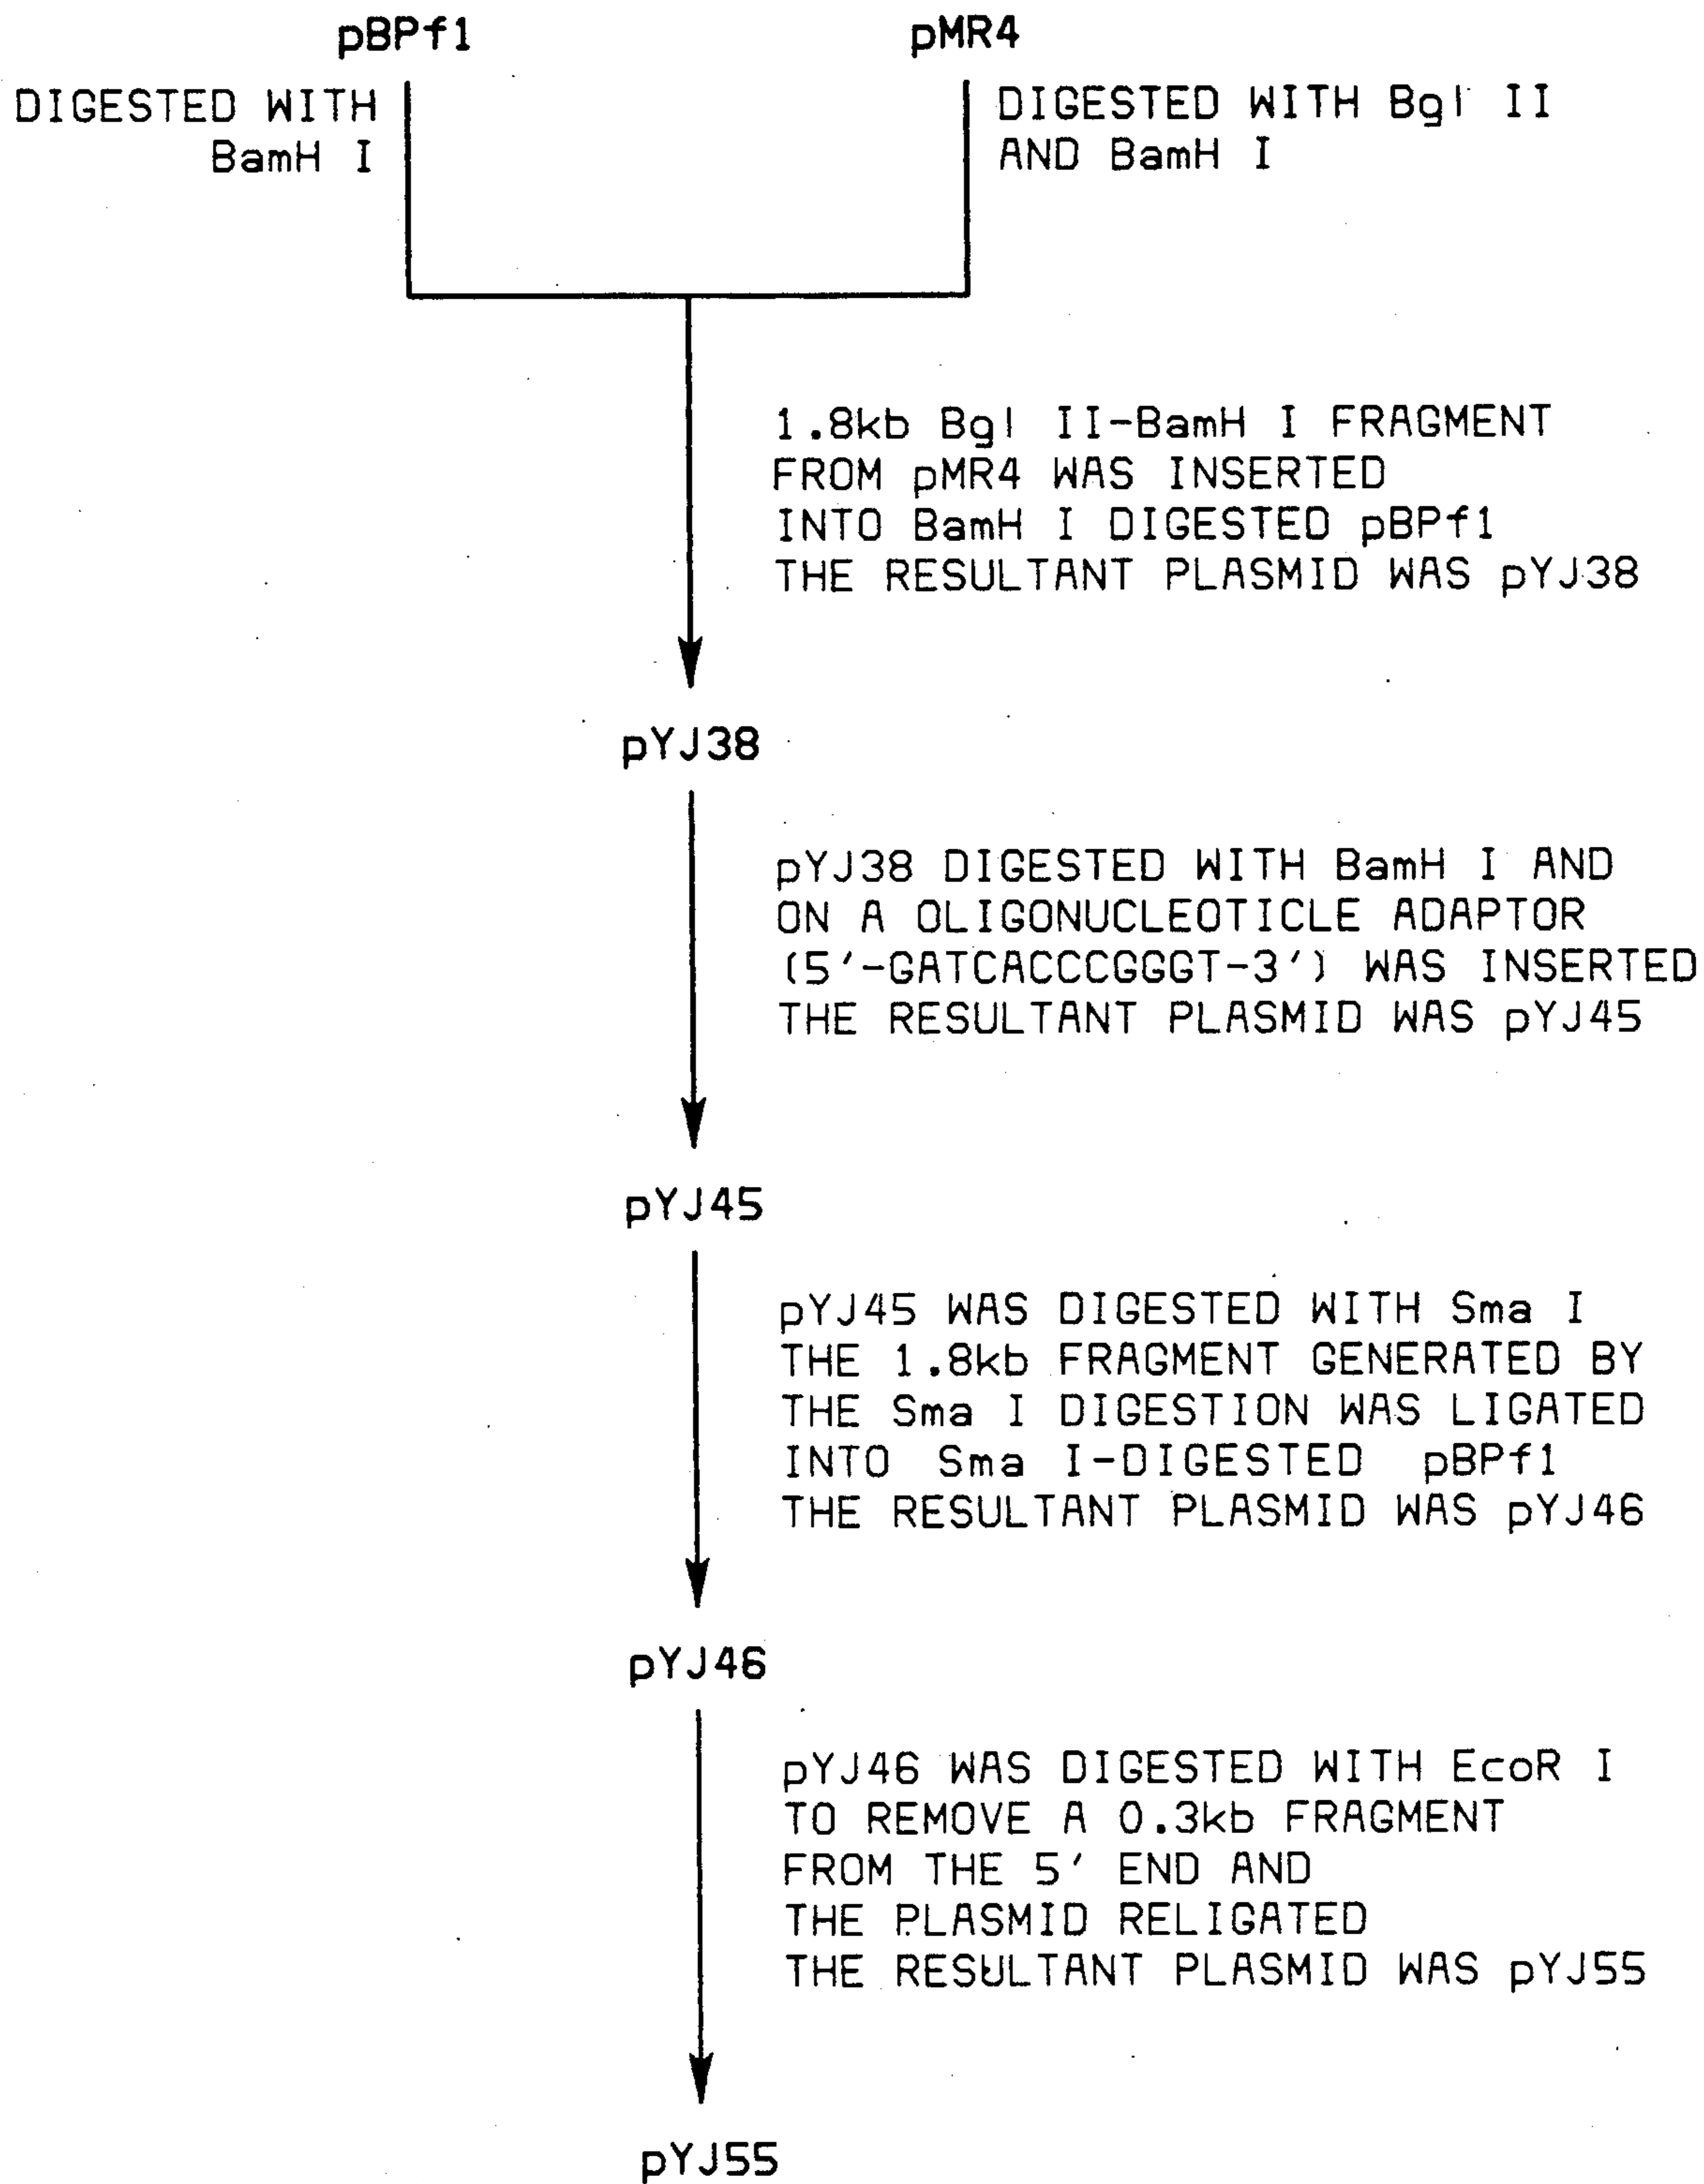 pBPf1
pMR4
DIGESTED WITH
BamH I
DIGESTED WITH Bgl II
AND BamH I
1.8kb Bgl II-BamH I FRAGMENT
FROM pMR4 WAS INSERTED
INTO BamH I DIGESTED pBPf1
THE RESULTANT PLASMID WAS pYJ38
pYJ38
pYJ38 DIGESTED WITH BamH I AND
ON A OLIGONUCLEOTICLE ADAPTOR
(5'-GATCACCCGGGT-3') WAS INSERTED
THE RESULTANT PLASMID WAS pYJ45
pYJ45
pYJ45 WAS DIGESTED WITH Sma I
THE 1.8kb FRAGMENT GENERATED BY
THE Sma I DIGESTION WAS LIGATED
INTO Sma I-DIGESTED pBPf1
THE RESULTANT PLASMID WAS pYJ46
pYJ46
pYJ46 WAS DIGESTED WITH EcoR I
TO REMOVE A 0.3kb FRAGMENT
FROM THE 5' END AND
THE PLASMID RELIGATED
THE RESULTANT PLASMID WAS pYJ55
pYJ55